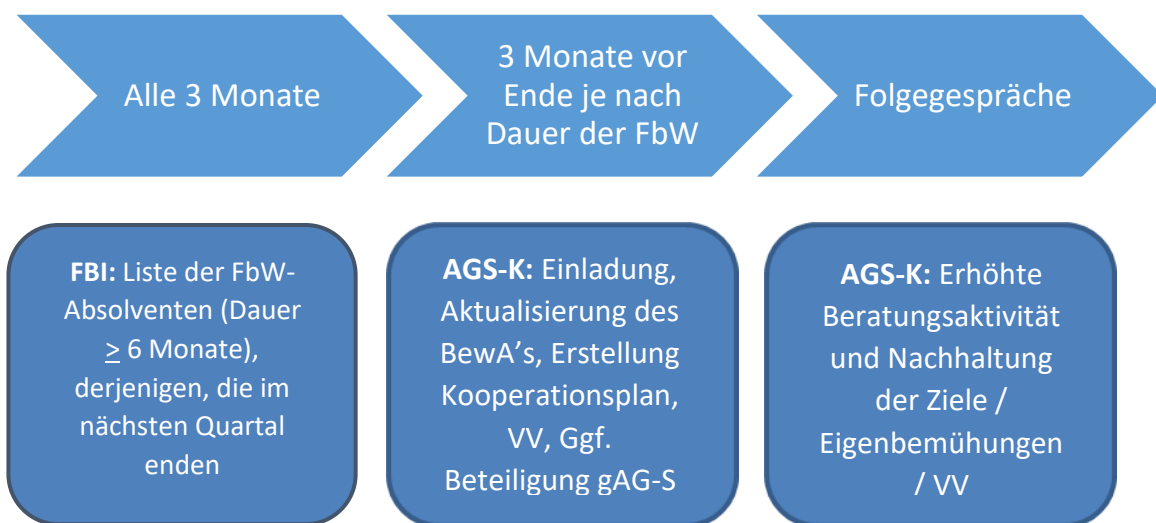 Alle 3 Monate
3 Monate vor
Ende je nach
Dauer der FbW
Folgegespräche
FBI: Liste der FbW-
Absolventen (Dauer
≥ 6 Monate),
derjenigen, die im
nächsten Quartal
enden
AGS-K: Einladung,
Aktualisierung des
BewA’s, Erstellung
Kooperationsplan,
VV, Ggf.
Beteiligung gAG-S
AGS-K: Erhöhte
Beratungsaktivität
und Nachhaltung
der Ziele /
Eigenbemühungen
/ VV